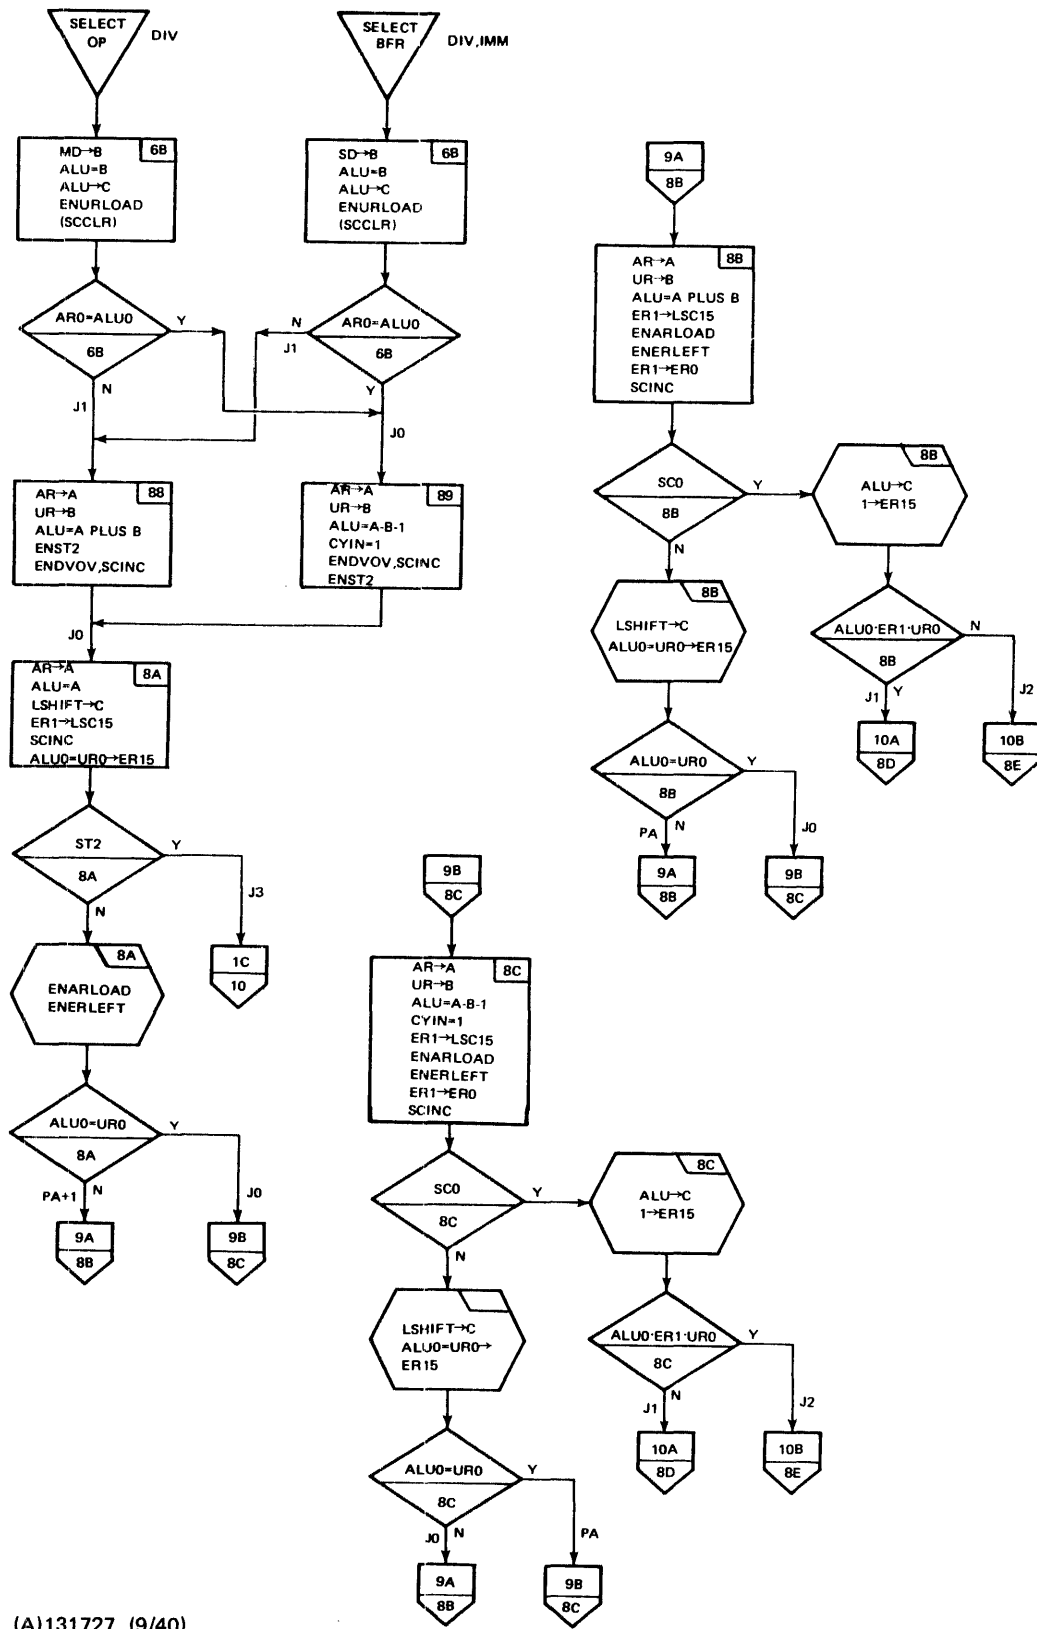 SELECT
OP
DIV
SELECT
BFR
DIV,IMM
6B
MD→B
ALU=B
ALU→C
ENURLOAD
(SCCLR)
6B
SD→B
ALU=B
ALU→C
ENURLOAD
(SCCLR)
AR0=ALU0
6B
Y
N
J1
AR0=ALU0
6B
N
J1
Y
J0
88
AR→A
UR→B
ALU=A PLUS B
ENST2
ENDVOV,SCINC
89
AR→A
UR→B
ALU=A-B-1
CYIN=1
ENDVOV,SCINC
ENST2
J0
8A
AR→A
ALU=A
LSHIFT→C
ER1→LSC15
SCINC
ALU0=UR0→ER15
ST2
8A
Y
J3
N
1C
10
8A
ENARLOAD
ENERLEFT
ALU0=UR0
8A
Y
J0
PA+1
N
9A
8B
9B
8C
9A
8B
8B
AR→A
UR→B
ALU=A PLUS B
ER1→LSC15
ENARLOAD
ENERLEFT
ER1→ER0
SCINC
SC0
8B
Y
N
8B
ALU→C
1→ER15
8B
LSHIFT→C
ALU0=UR0→ER15
ALU0·ER1·UR0
8B
N
J2
J1
Y
10A
8D
10B
8E
ALU0=UR0
8B
Y
J0
PA
N
9A
8B
9B
8C
9B
8C
8C
AR→A
UR→B
ALU=A-B-1
CYIN=1
ER1→LSC15
ENARLOAD
ENERLEFT
ER1→ER0
SCINC
SC0
8C
Y
N
8C
ALU→C
1→ER15
LSHIFT→C
ALU0=UR0→
ER15
ALU0·ER1·UR0
8C
Y
J2
J1
N
10A
8D
10B
8E
ALU0=UR0
8C
Y
PA
J0
N
9A
8B
9B
8C
(A)131727 (9/40)